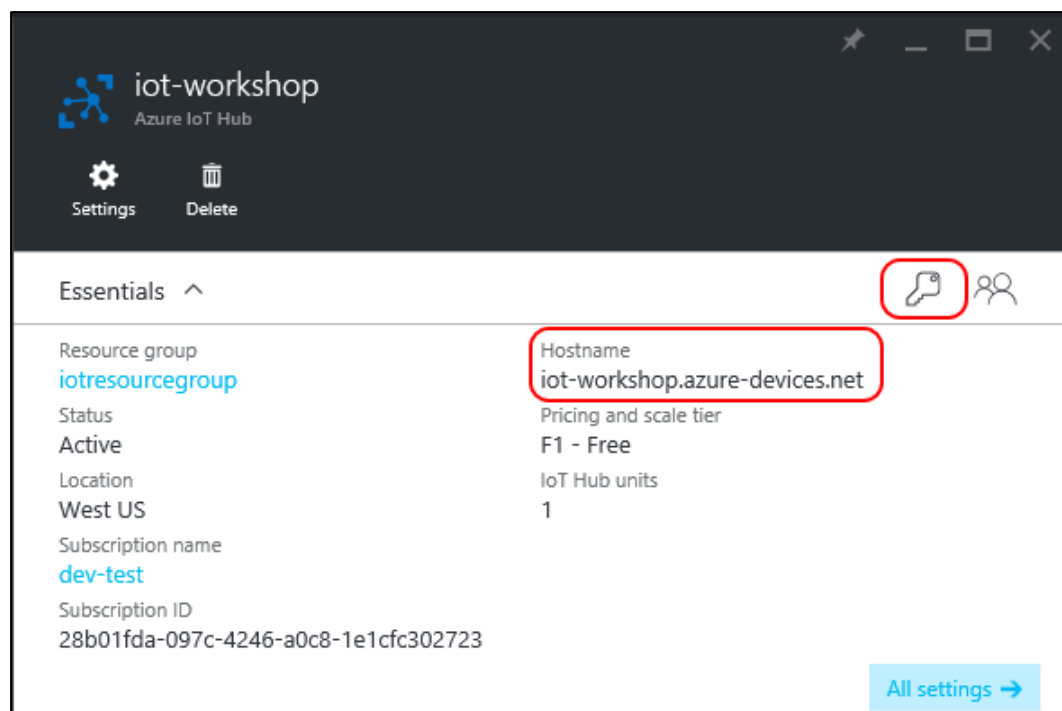 iot-workshop
Azure IoT Hub
Settings
Delete
Essentials
Resource group
iotresourcegroup
Status
Active
Location
West US
Subscription name
dev-test
Subscription ID
28b01fda-097c-4246-a0c8-1e1cfc302723
Hostname
iot-workshop.azure-devices.net
Pricing and scale tier
F1 - Free
IoT Hub units
1
All settings →